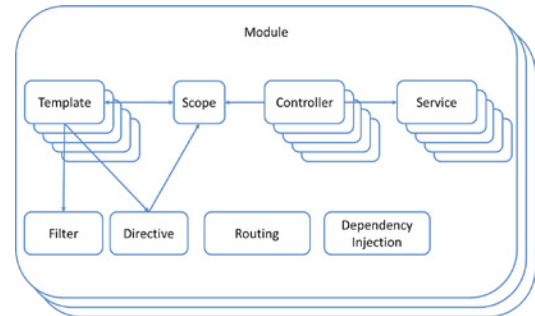 Module
Template
Scope
Controller
Service
Filter
Directive
Routing
Dependency
Injection